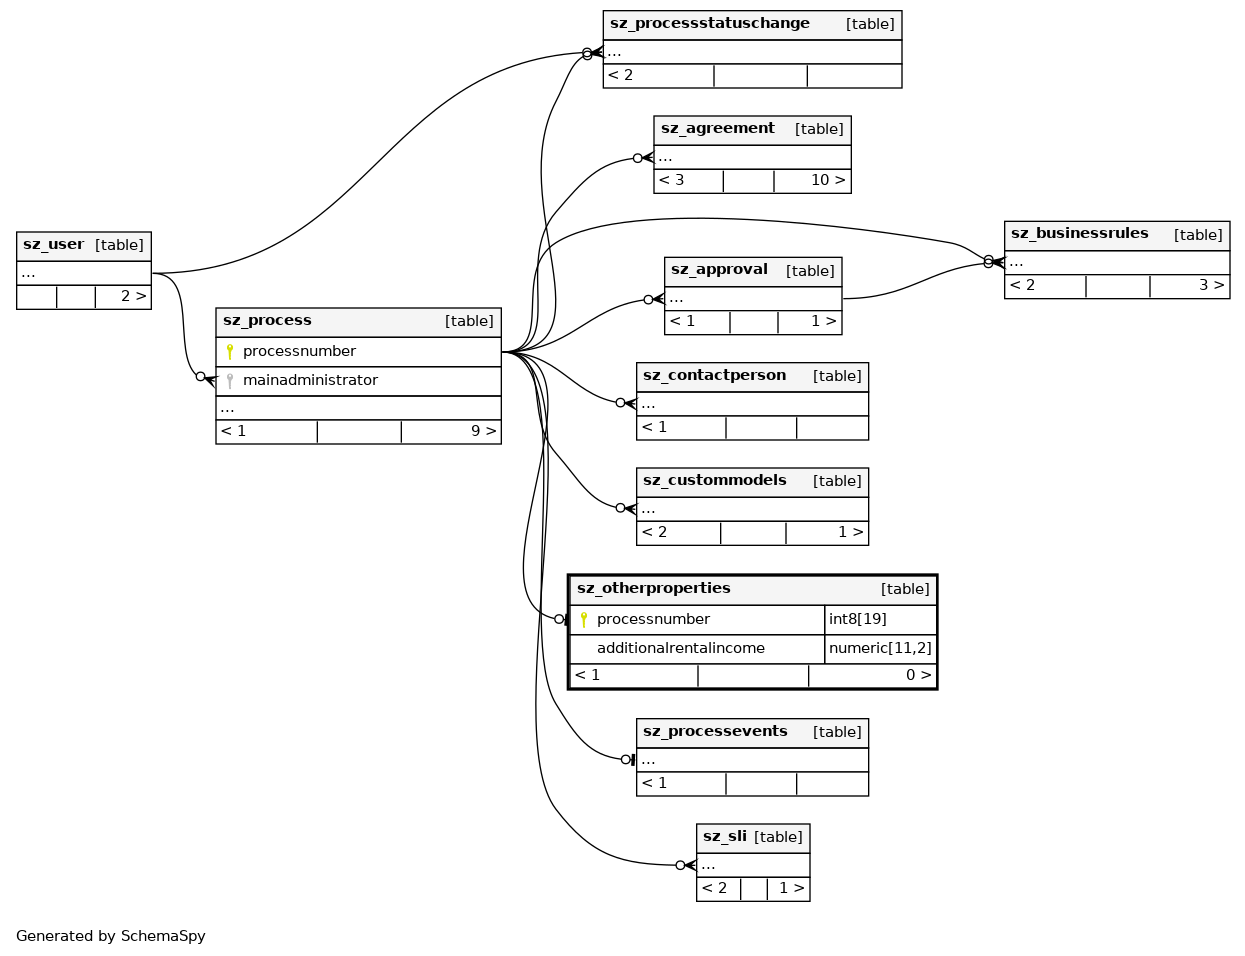 sz_processstatuschange [table]
...
< 2
sz_agreement [table]
...
< 3 10 >
sz_user [table]
...
2 >
sz_businessrules [table]
...
< 2 3 >
sz_approval [table]
...
< 1 1 >
sz_process [table]
processnumber
mainadministrator
...
< 1 9 >
sz_contactperson [table]
...
< 1
sz_custommodels [table]
...
< 2 1 >
sz_otherproperties [table]
processnumber int8[19]
additionalrentalincome numeric[11,2]
< 1 0 >
sz_processevents [table]
...
< 1
sz_sli [table]
...
< 2 1 >
Generated by SchemaSpy